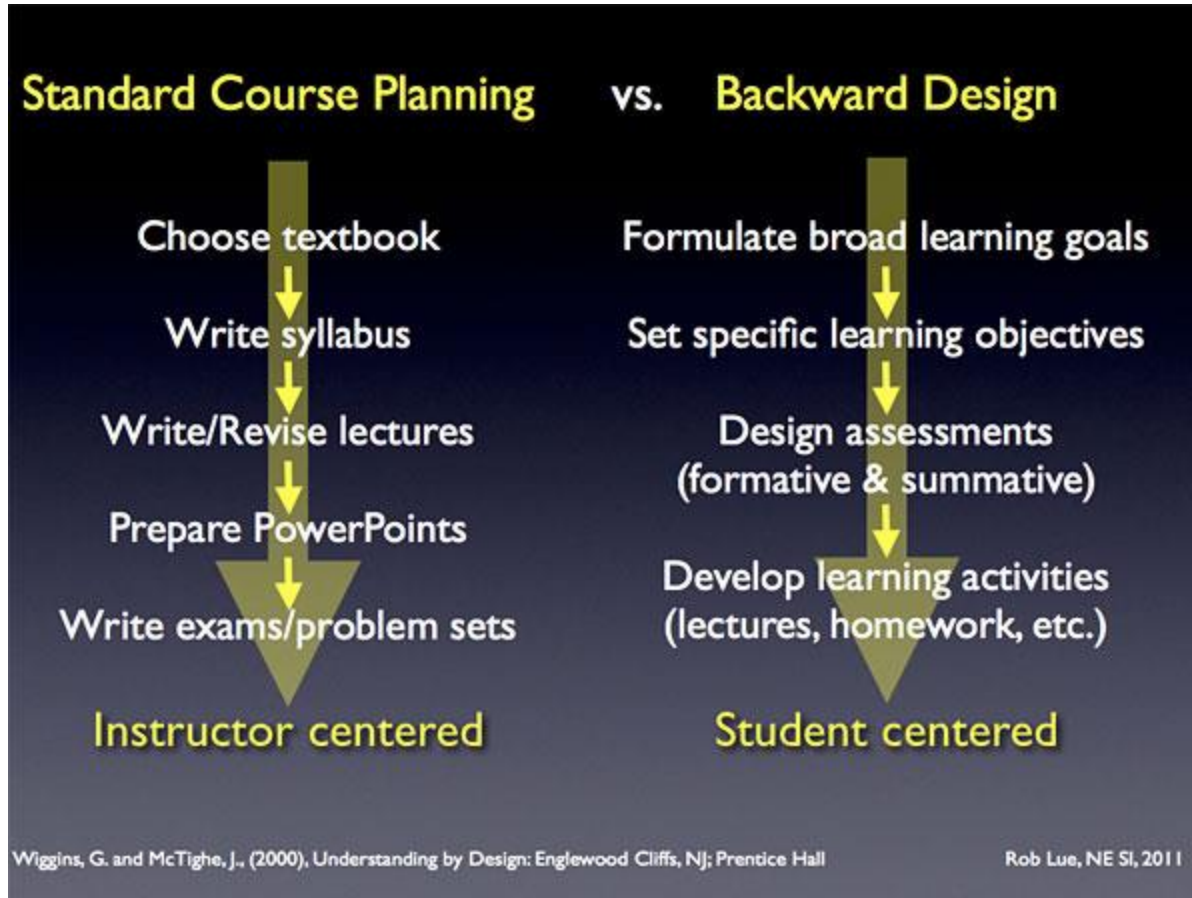 Standard Course Planning vs. Backward Design
Choose textbook
Write syllabus
Write/Revise lectures
Prepare PowerPoints
Write exams/problem sets
Instructor centered
Formulate broad learning goals
Set specific learning objectives
Design assessments
(formative & summative)
Develop learning activities
(lectures, homework, etc.)
Student centered
Wiggins, G. and McTighe, J., (2000), Understanding by Design: Englewood Cliffs, NJ; Prentice Hall
Rob Lue, NE SI, 2011